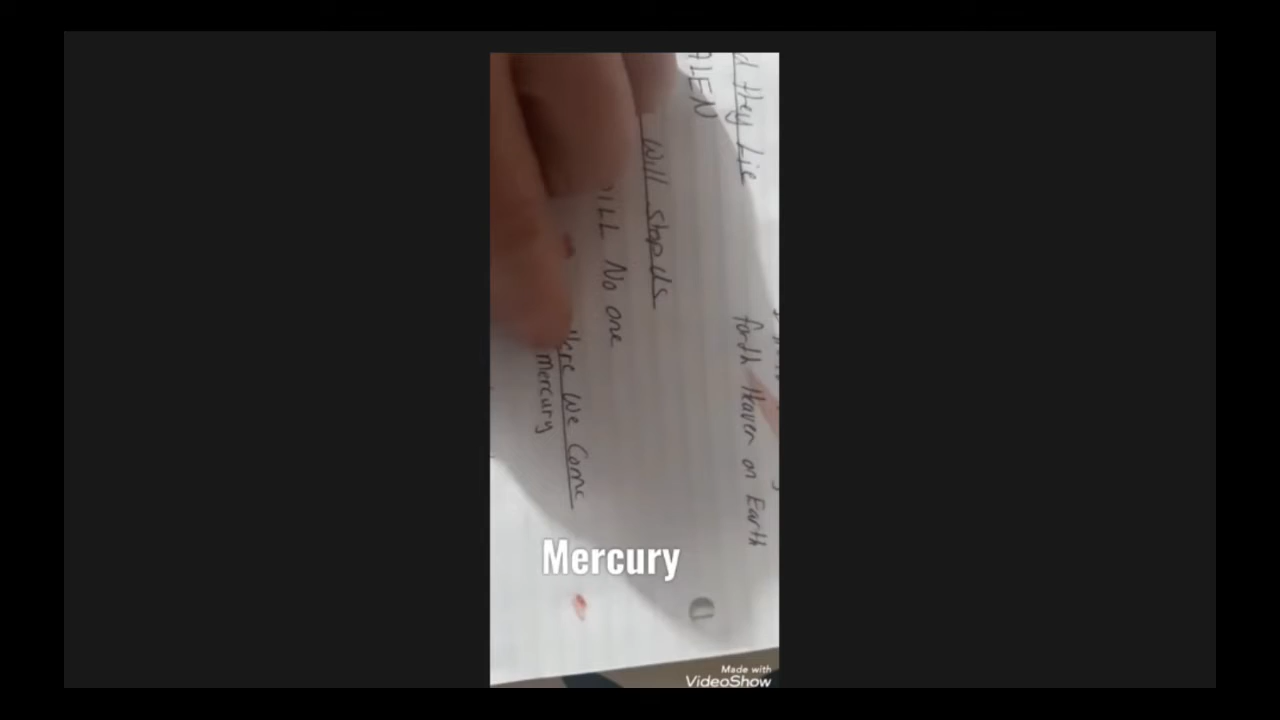 d they Lie
forth Heaven on Earth
ALEN
Will Stop Us
ILL No one
Here We Come
mercury
Mercury
Made with
VideoShow